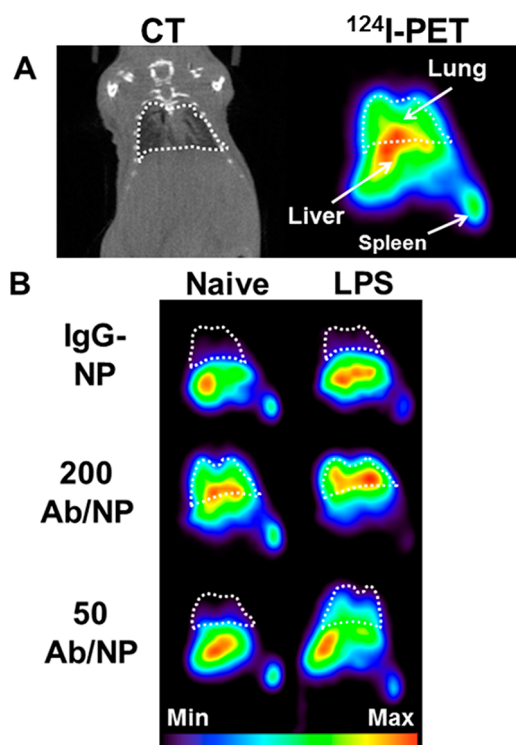 CT
¹²⁴I-PET
A
Lung
Liver
Spleen
B
Naive
LPS
IgG-
NP
200
Ab/NP
50
Ab/NP
Min
Max